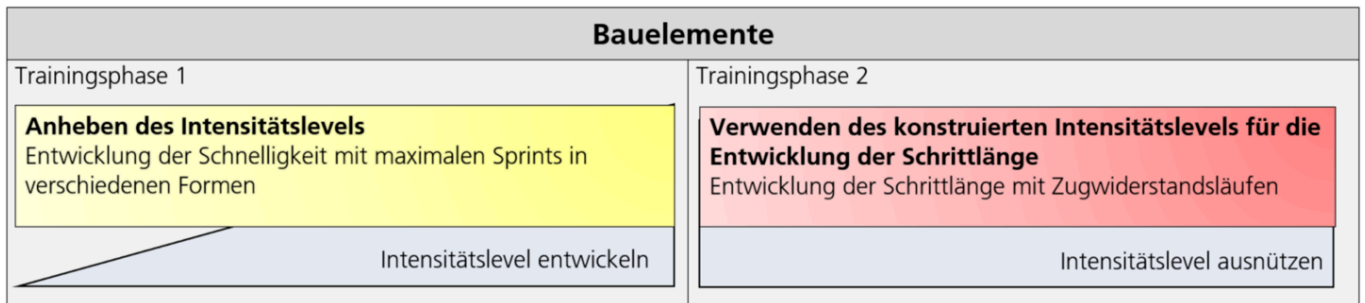 Bauelemente
Trainingsphase 1
Anheben des Intensitätslevels
Entwicklung der Schnelligkeit mit maximalen Sprints in
verschiedenen Formen
Intensitätslevel entwickeln
Trainingsphase 2
Verwenden des konstruierten Intensitätslevels für die
Entwicklung der Schrittlänge
Entwicklung der Schrittlänge mit Zugwiderstandsläufen
Intensitätslevel ausnützen